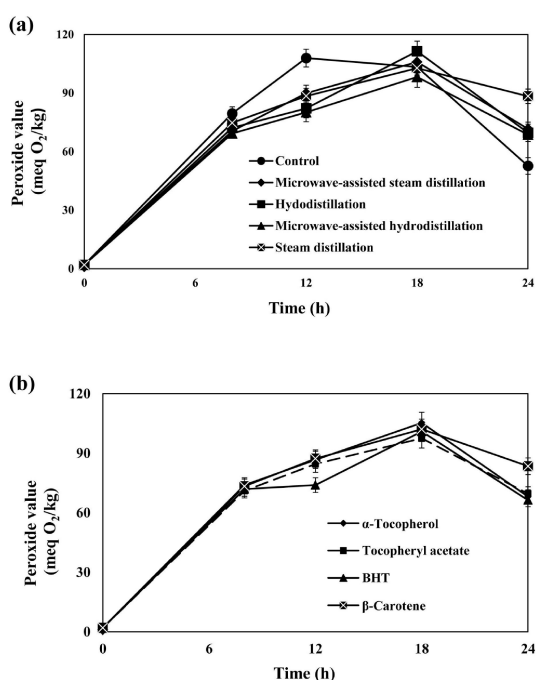 (a)
120
90
60
30
0
Peroxide value
(meq O₂/kg)
Control
Microwave-assisted steam distillation
Hydodistillation
Microwave-assisted hydrodistillation
Steam distillation
0 6 12 18 24
Time (h)
(b)
120
90
60
30
0
Peroxide value
(meq O₂/kg)
α-Tocopherol
Tocopheryl acetate
BHT
β-Carotene
0 6 12 18 24
Time (h)